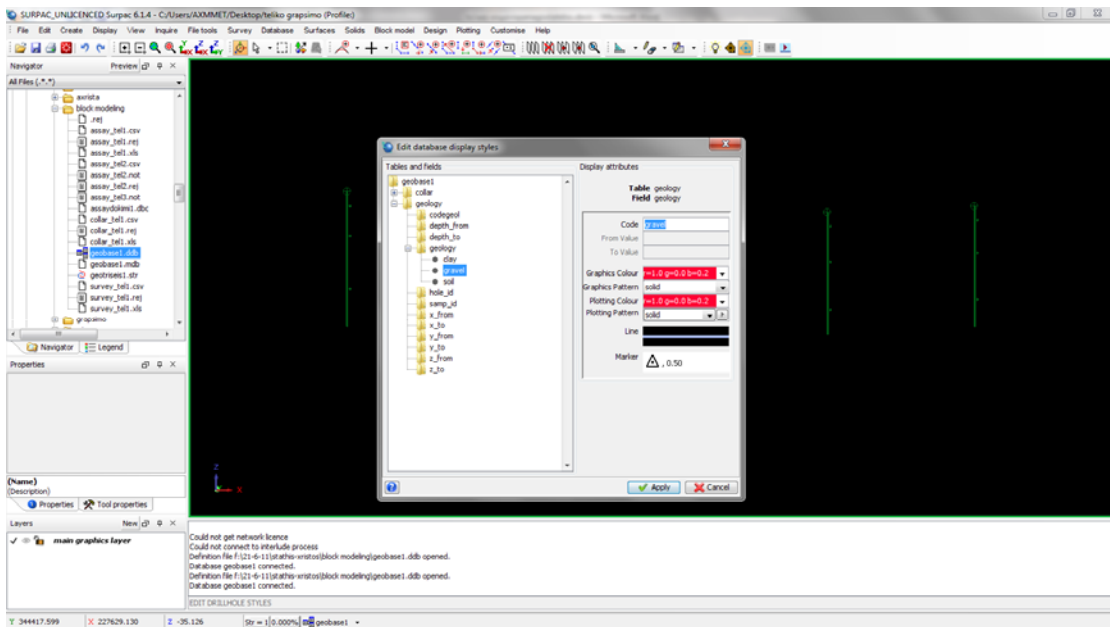 SURPAC_UNLICENCED Surpac 6.1.4 - C:/Users/AXMMET/Desktop/teliko grapsimo (Profile:)
File Edit Create Display View Inquire File tools Survey Database Surfaces Solids Block model Design Plotting Customise Help
Navigator Preview
All Files (*.*)
axrista
block modeling
.rej
assay_tel1.csv
assay_tel1.rej
assay_tel1.xls
assay_tel2.csv
assay_tel2.not
assay_tel2.rej
assay_tel3.not
assaydokimi1.dbc
collar_tel1.csv
collar_tel1.rej
collar_tel1.xls
geobase1.ddb
geobase1.mdb
geotriseis1.str
survey_tel1.csv
survey_tel1.rej
survey_tel1.xls
grapsimo
Navigator Legend
Properties
(Name)
(Description)
Properties Tool properties
Layers New
main graphics layer
Edit database display styles
Tables and fields
geobase1
collar
geology
codegeol
depth_from
depth_to
geology
clay
gravel
soil
hole_id
samp_id
x_from
x_to
y_from
y_to
z_from
z_to
Display attributes
Table geology
Field geology
Code gravel
From Value
To Value
Graphics Colour r=1.0 g=0.0 b=0.2
Graphics Pattern solid
Plotting Colour r=1.0 g=0.0 b=0.2
Plotting Pattern solid
Line
Marker , 0.50
Apply Cancel
Z
X
Could not get network licence
Could not connect to interlude process
Definition file f:\21-6-11\stathis-xristos\block modeling\geobase1.ddb opened.
Database geobase1 connected.
Definition file f:\21-6-11\stathis-xristos\block modeling\geobase1.ddb opened.
Database geobase1 connected.
EDIT DRILLHOLE STYLES
Y 344417.599 X 227629.130 Z -35.126 Str = 1 0.000% geobase1